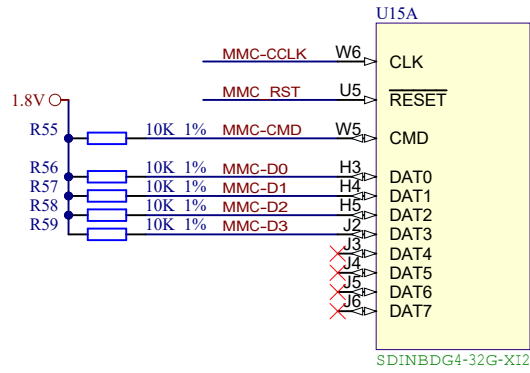 U15A
MMC-CCLK W6 CLK
MMC_RST U5 RESET
1.8V
R55 10K 1% MMC-CMD W5 CMD
R56 10K 1% MMC-D0 H3 DAT0
R57 10K 1% MMC-D1 H4 DAT1
R58 10K 1% MMC-D2 H5 DAT2
R59 10K 1% MMC-D3 J2 DAT3
J3 DAT4
J4 DAT5
J5 DAT6
J6 DAT7
SDINBDG4-32G-XI2